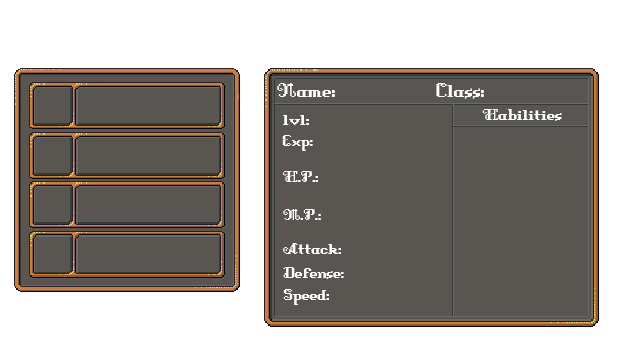 Name: Class:
Habilities
lvl:
Exp:
H.P.:
M.P.:
Attack:
Defense:
Speed: